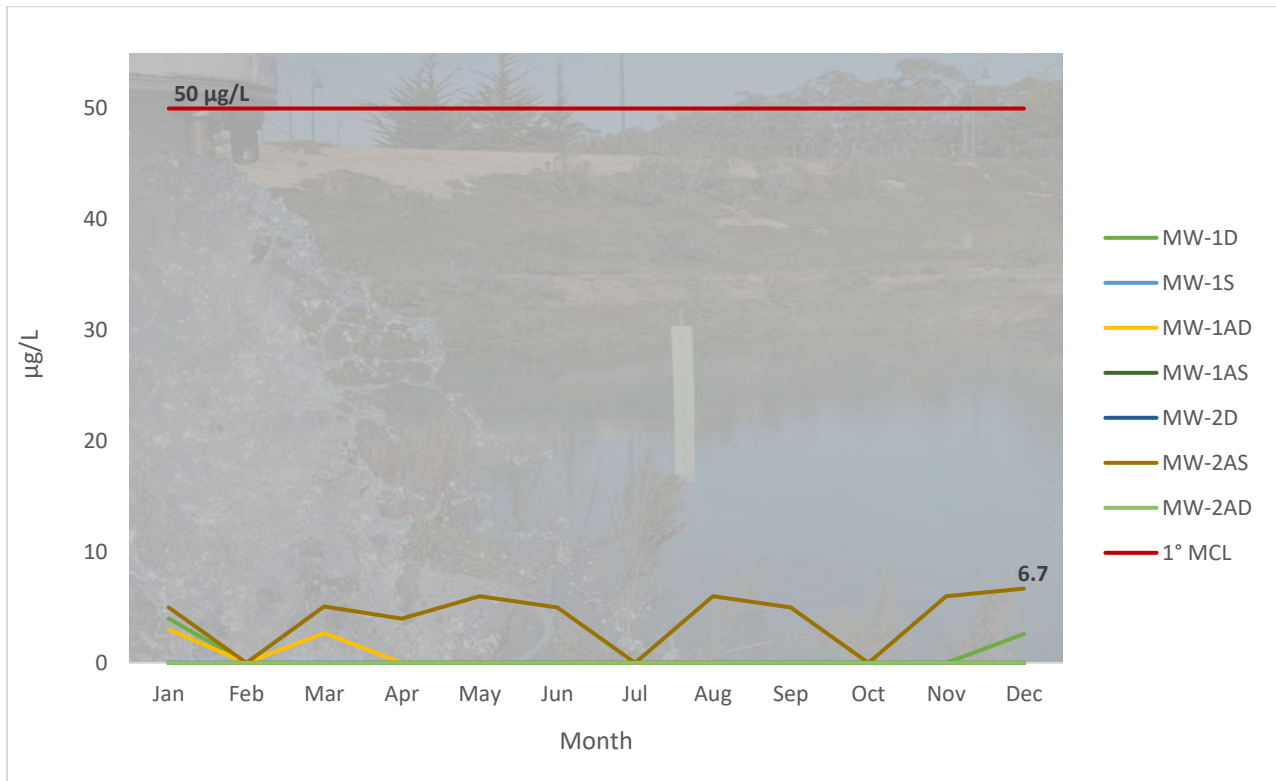 50 µg/L
50
40
30
20
10
0
µg/L
6.7
Jan Feb Mar Apr May Jun Jul Aug Sep Oct Nov Dec
Month
MW-1D
MW-1S
MW-1AD
MW-1AS
MW-2D
MW-2AS
MW-2AD
1° MCL